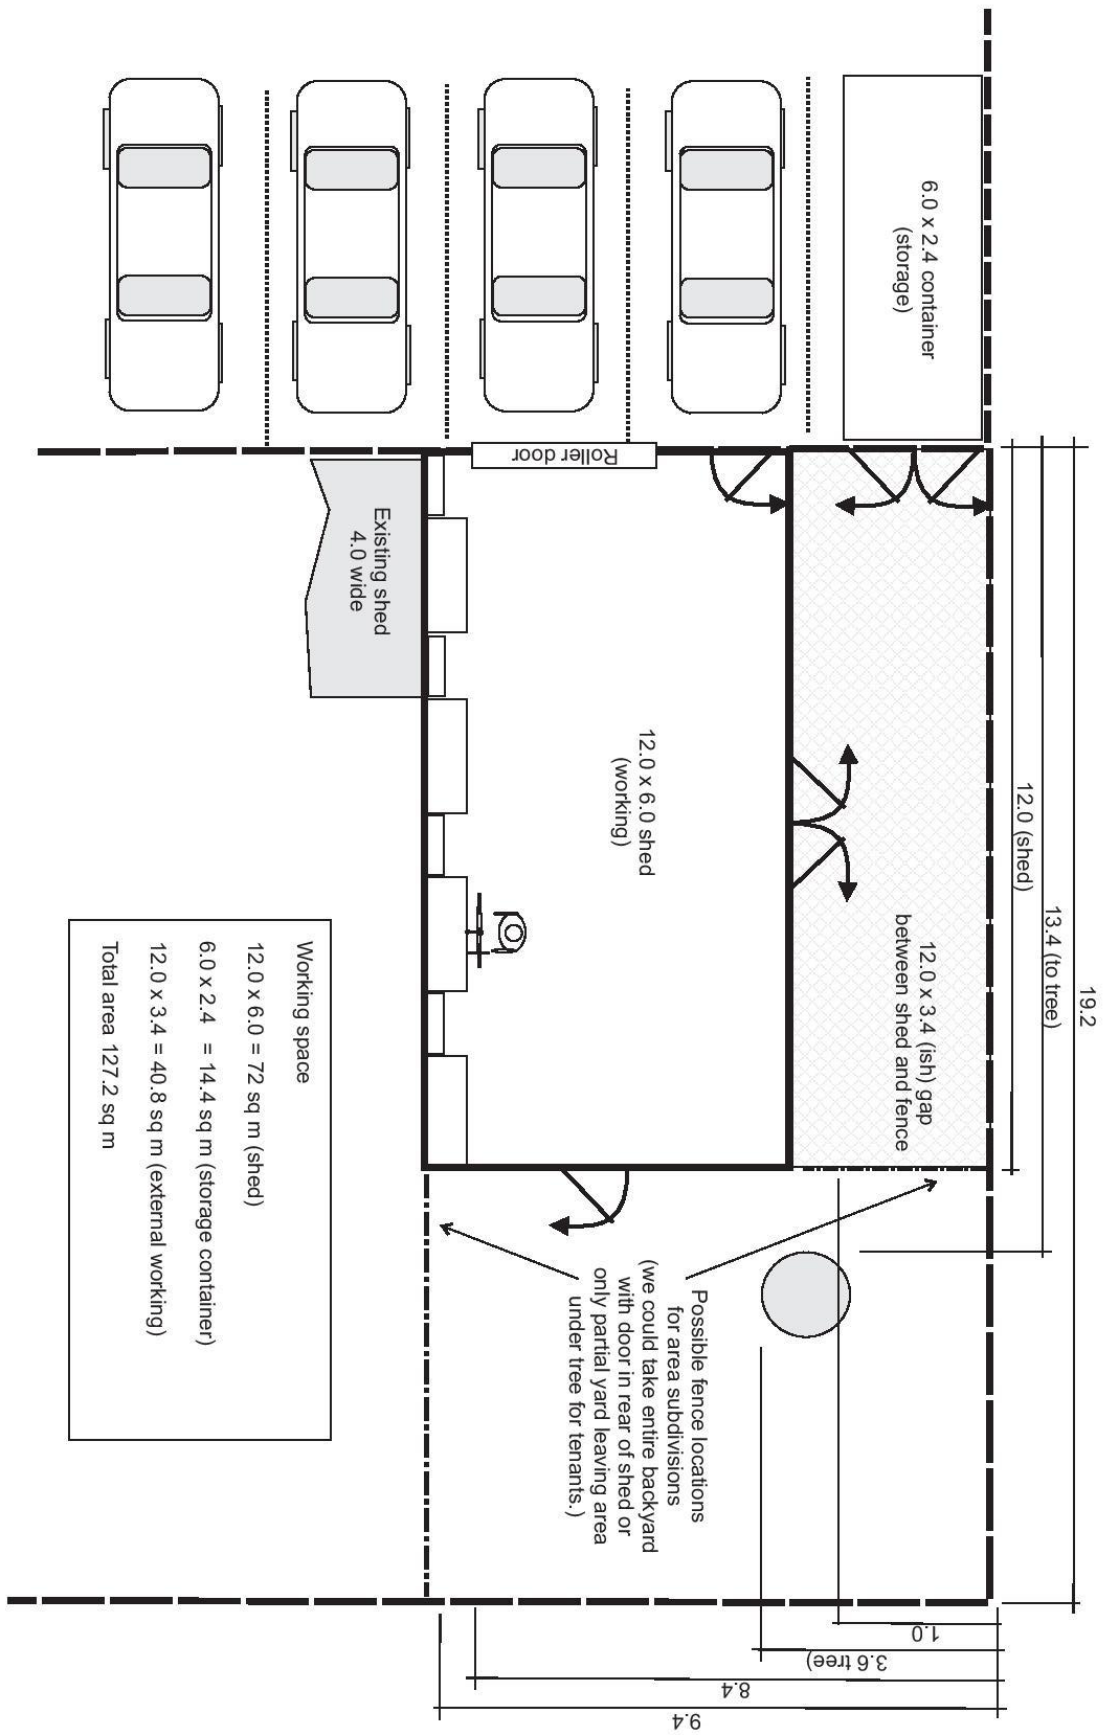 6.0 x 2.4 container
(storage)
Roller door
Existing shed
4.0 wide
12.0 x 6.0 shed
(working)
12.0 x 3.4 (ish) gap
between shed and fence
12.0 (shed)
13.4 (to tree)
19.2
Possible fence locations
for area subdivisions
(we could take entire backyard
with door in rear of shed or
only partial yard leaving area
under tree for tenants.)
Working space
12.0 x 6.0 = 72 sq m (shed)
6.0 x 2.4 = 14.4 sq m (storage container)
12.0 x 3.4 = 40.8 sq m (external working)
Total area 127.2 sq m
1.0
3.6 tree)
8.4
9.4